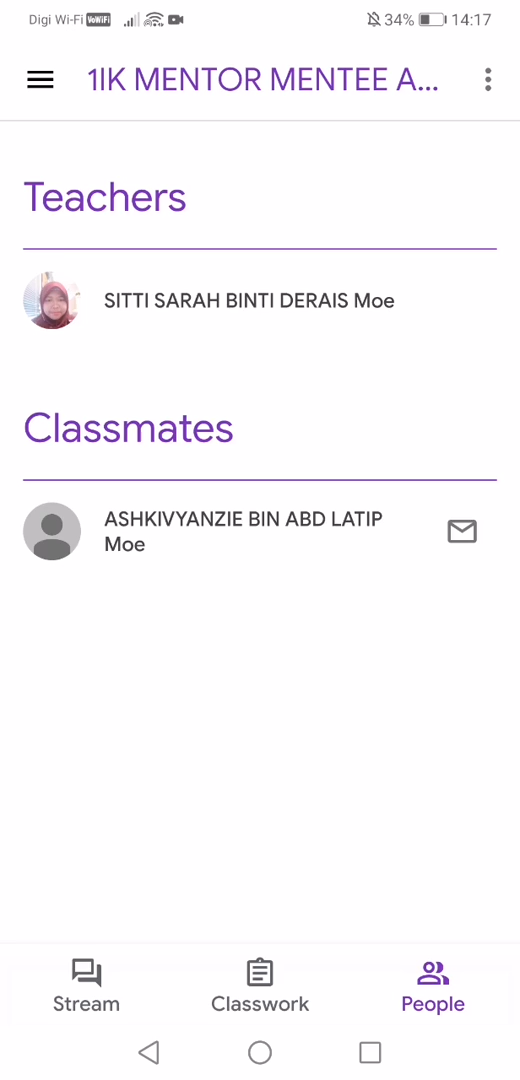 Digi Wi-Fi VoWiFi 34% 14:17
1IK MENTOR MENTEE A...
Teachers
SITTI SARAH BINTI DERAIS Moe
Classmates
ASHKIVYANZIE BIN ABD LATIP
Moe
Stream Classwork People